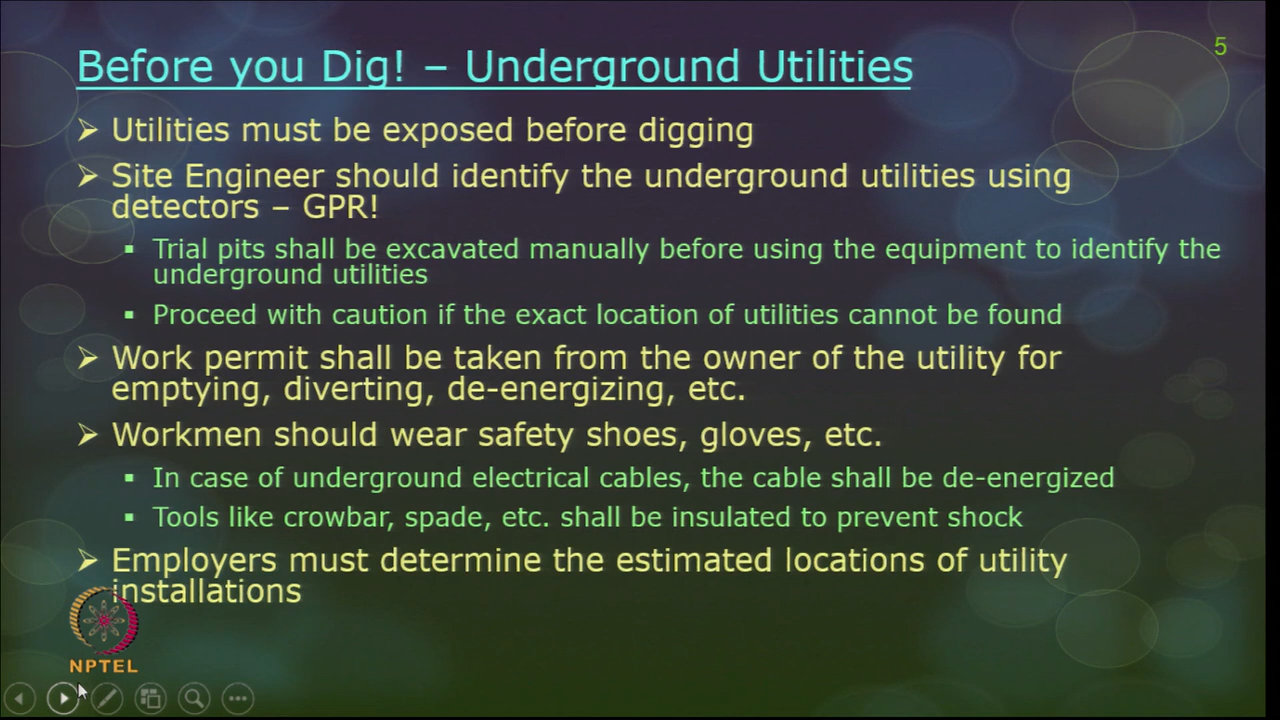 5
Before you Dig! – Underground Utilities
➢ Utilities must be exposed before digging
➢ Site Engineer should identify the underground utilities using
detectors – GPR!
▪ Trial pits shall be excavated manually before using the equipment to identify the
underground utilities
▪ Proceed with caution if the exact location of utilities cannot be found
➢ Work permit shall be taken from the owner of the utility for
emptying, diverting, de-energizing, etc.
➢ Workmen should wear safety shoes, gloves, etc.
▪ In case of underground electrical cables, the cable shall be de-energized
▪ Tools like crowbar, spade, etc. shall be insulated to prevent shock
➢ Employers must determine the estimated locations of utility
installations
NPTEL